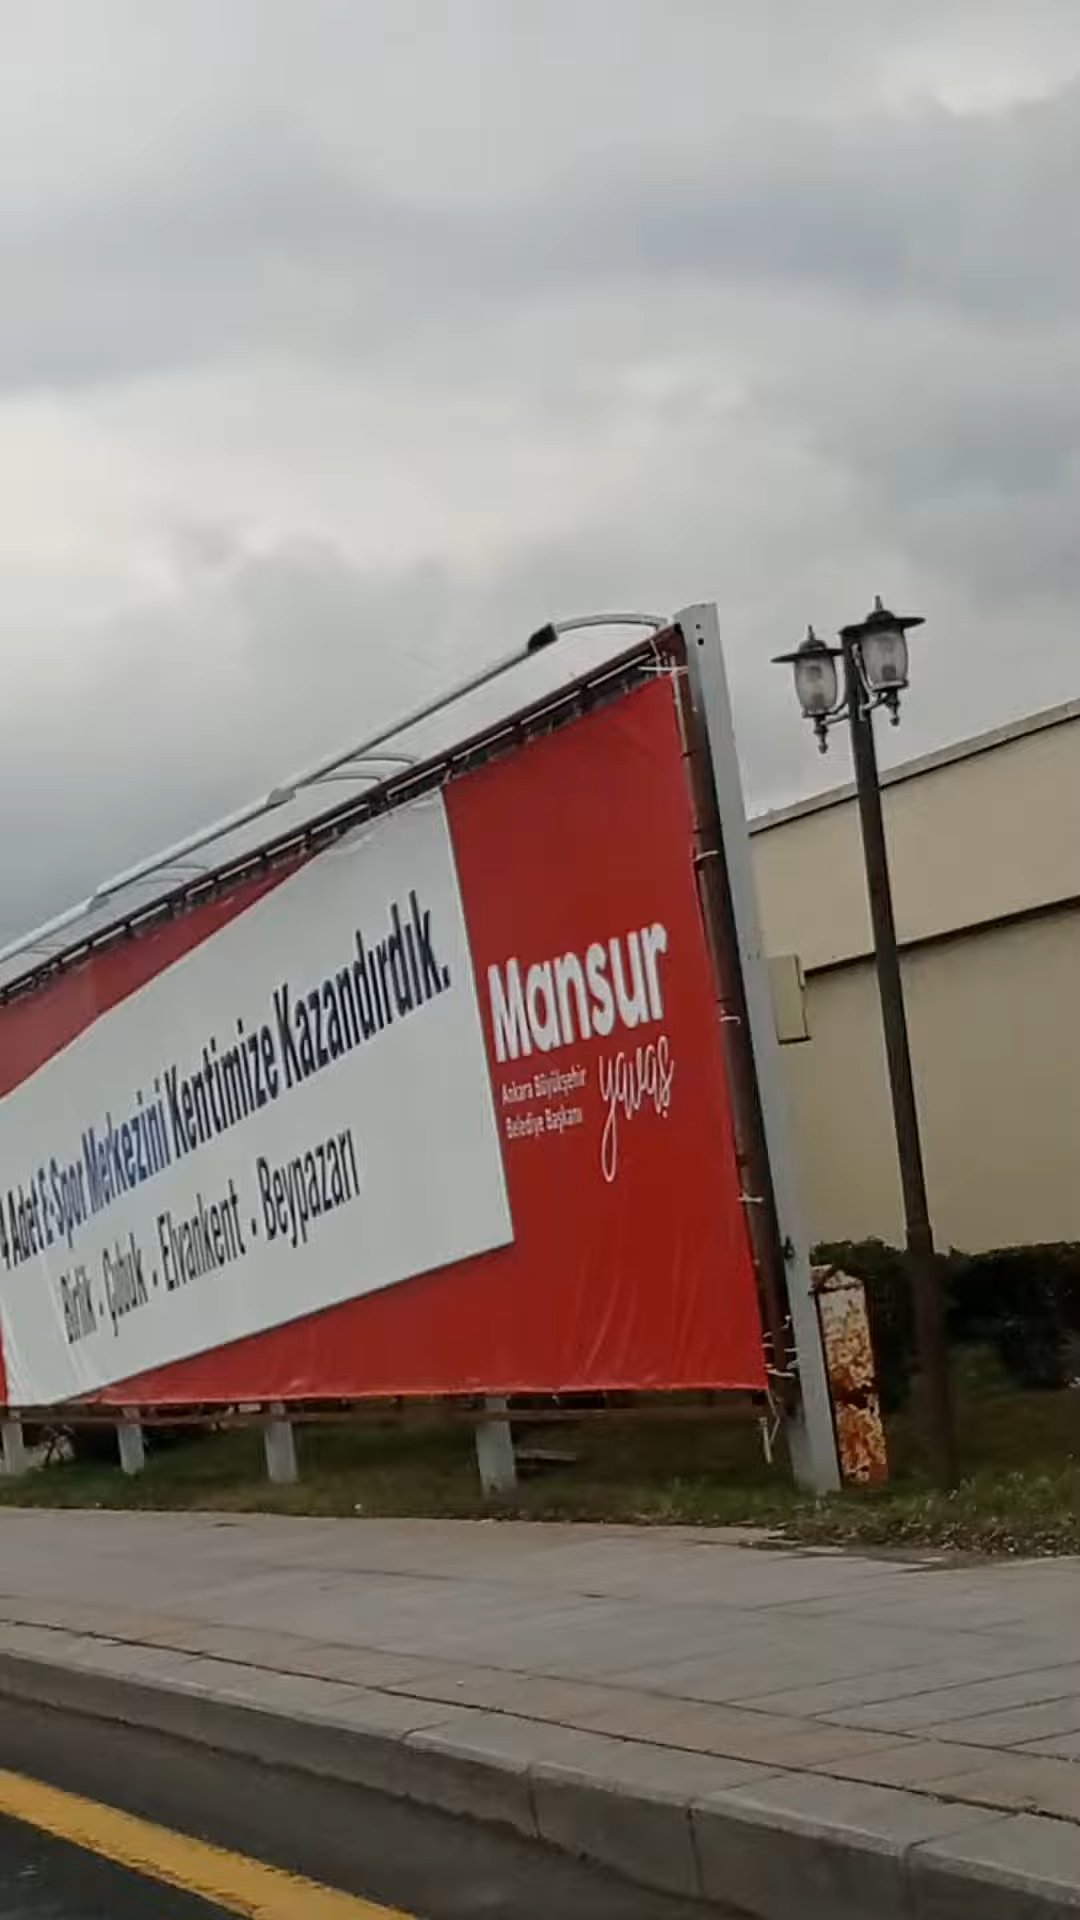 4 Adet E-Spor Merkezini Kentimize Kazandırdık.
Birlik - Çubuk - Elvankent - Beypazarı
Mansur
yavaş
Ankara Büyükşehir
Belediye Başkanı